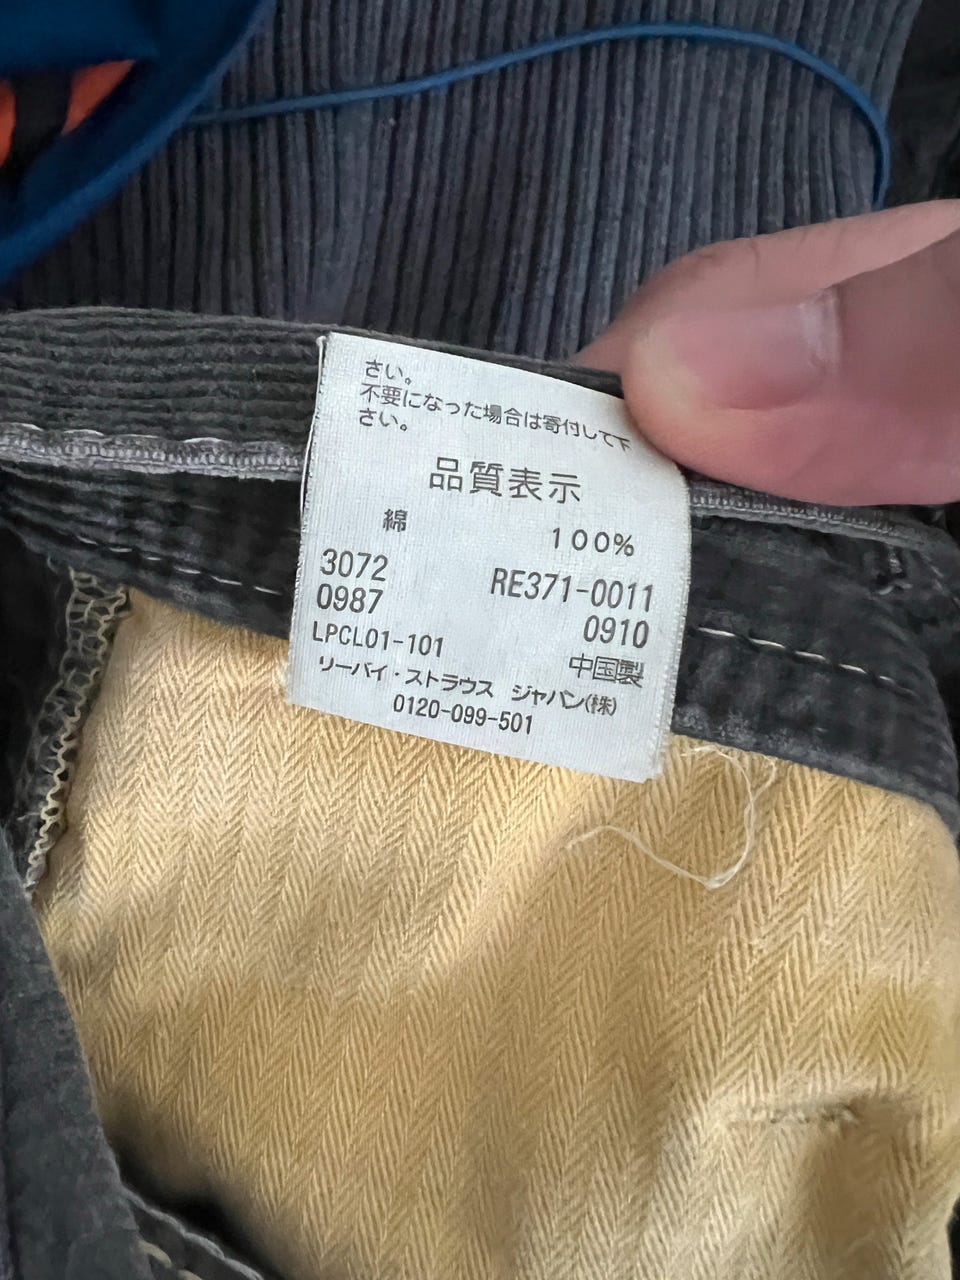 さい。
不要になった場合は寄付して下
さい。
品質表示
綿 100%
3072 RE371-0011
0987 0910
LPCL01-101 中国製
リーバイ・ストラウス ジャパン(株)
0120-099-501